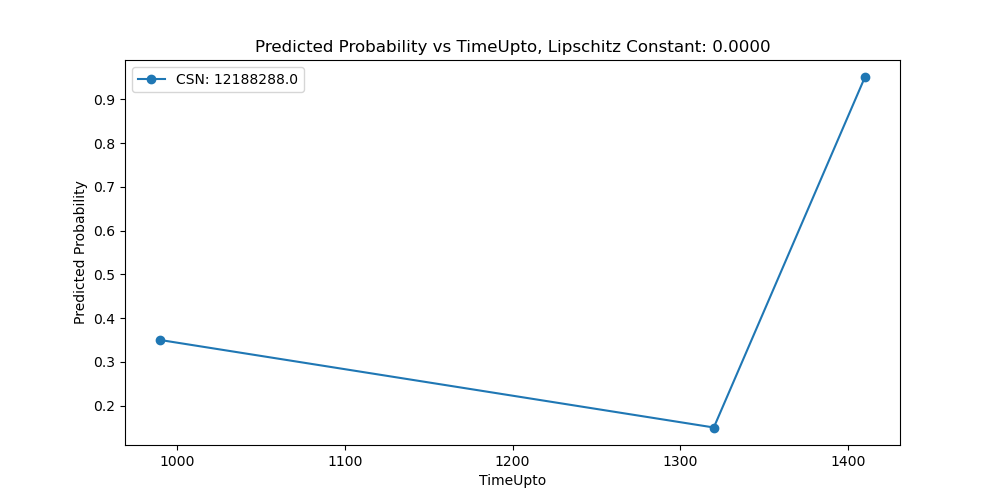 Predicted Probability vs TimeUpto, Lipschitz Constant: 0.0000
CSN: 12188288.0
Predicted Probability
0.9
0.8
0.7
0.6
0.5
0.4
0.3
0.2
1000 1100 1200 1300 1400
TimeUpto